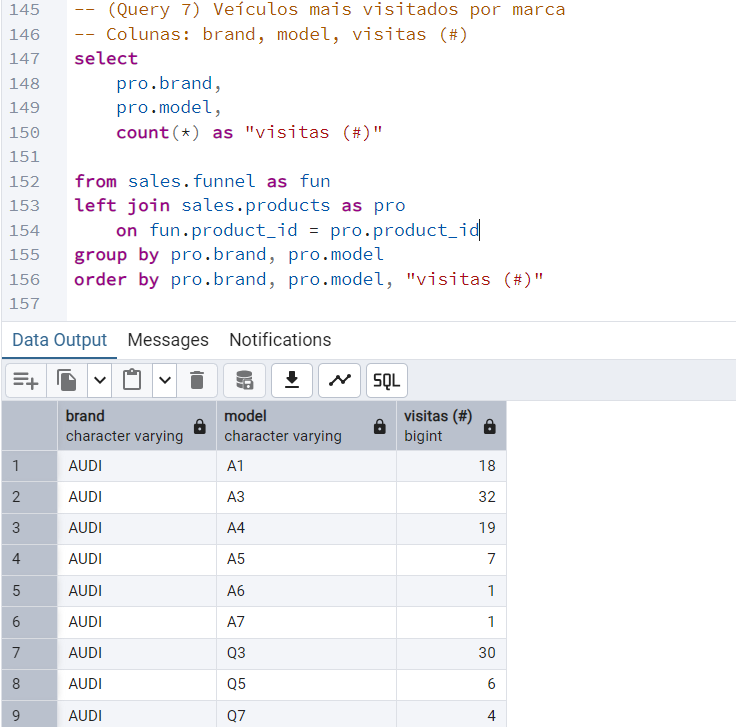 145 -- (Query 7) Veículos mais visitados por marca
146 -- Colunas: brand, model, visitas (#)
147 select
148 pro.brand,
149 pro.model,
150 count(*) as "visitas (#)"
151
152 from sales.funnel as fun
153 left join sales.products as pro
154 on fun.product_id = pro.product_id
155 group by pro.brand, pro.model
156 order by pro.brand, pro.model, "visitas (#)"
157
Data Output Messages Notifications
SQL
brand model visitas (#)
character varying character varying bigint
1 AUDI A1 18
2 AUDI A3 32
3 AUDI A4 19
4 AUDI A5 7
5 AUDI A6 1
6 AUDI A7 1
7 AUDI Q3 30
8 AUDI Q5 6
9 AUDI Q7 4